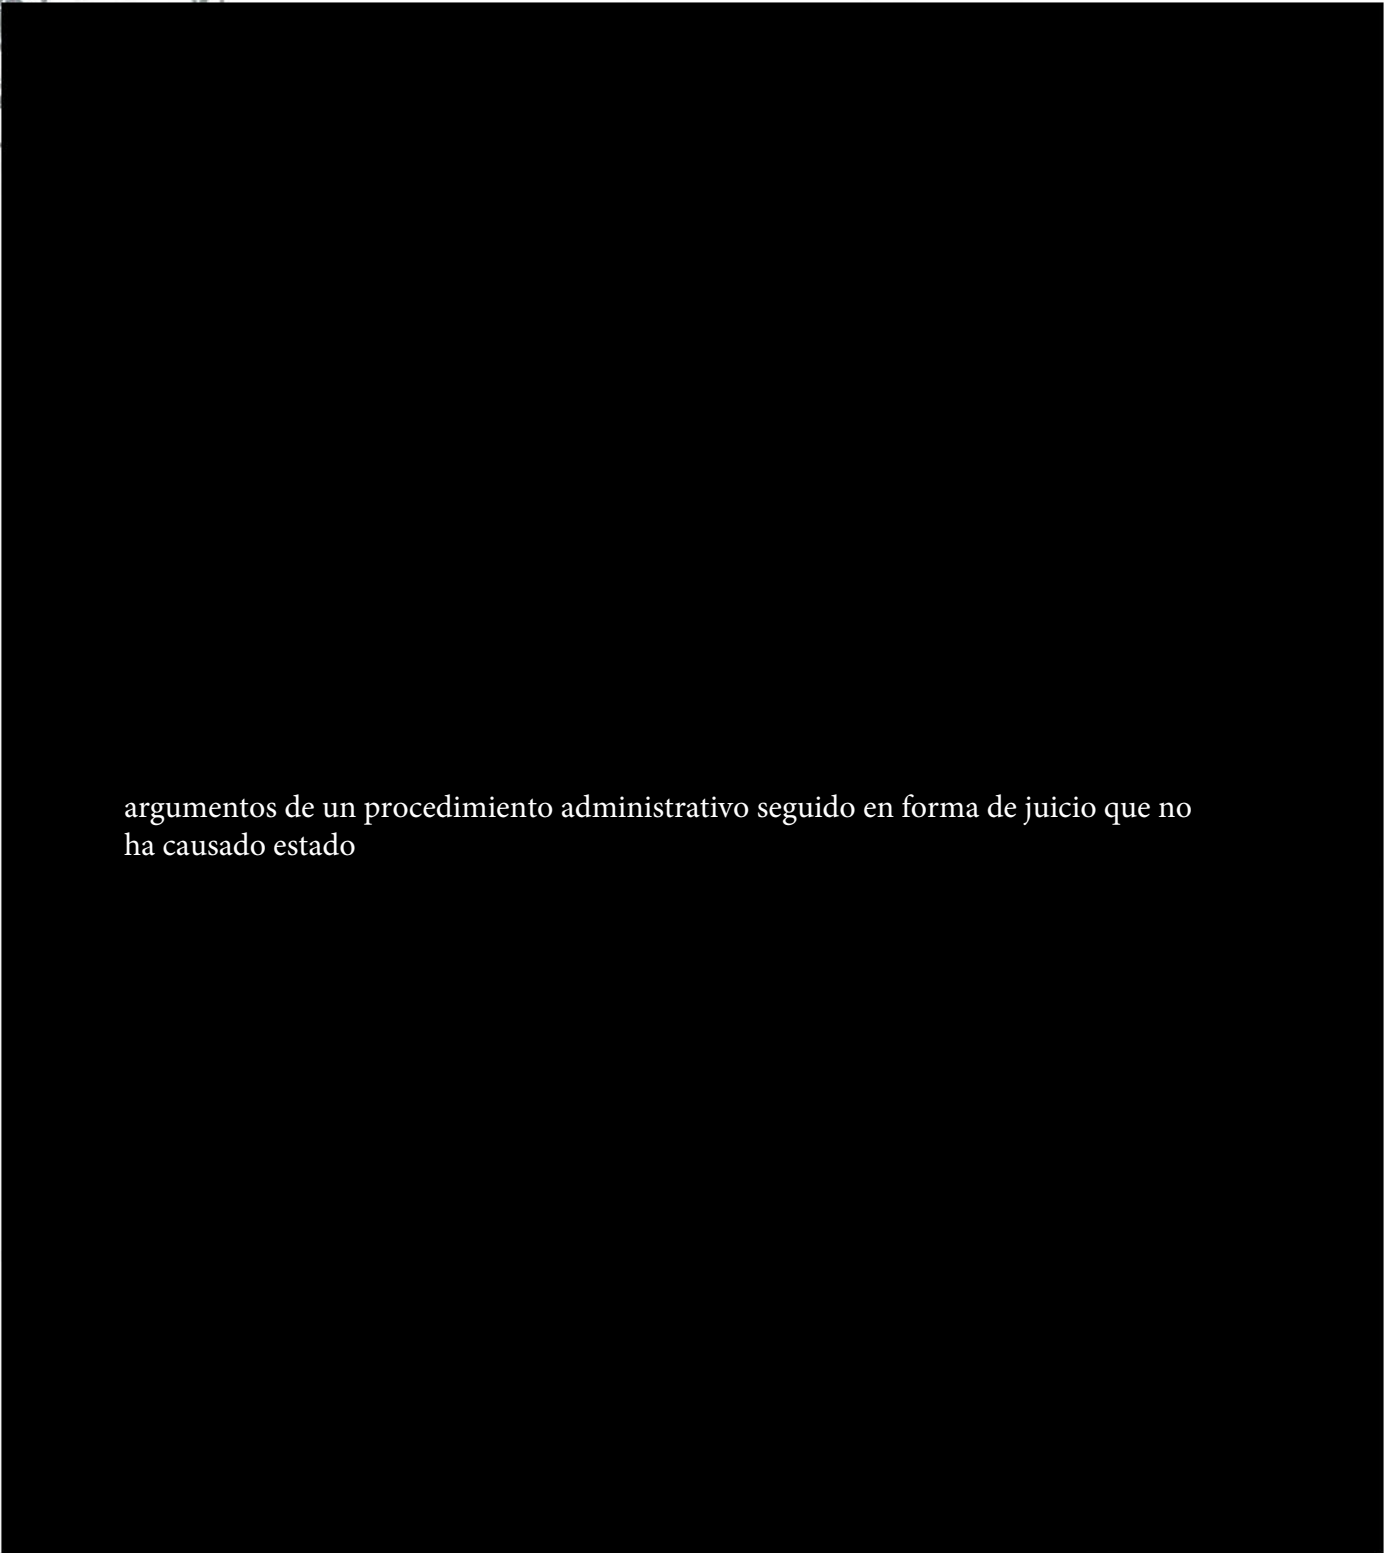 argumentos de un procedimiento administrativo seguido en forma de juicio que no
ha causado estado